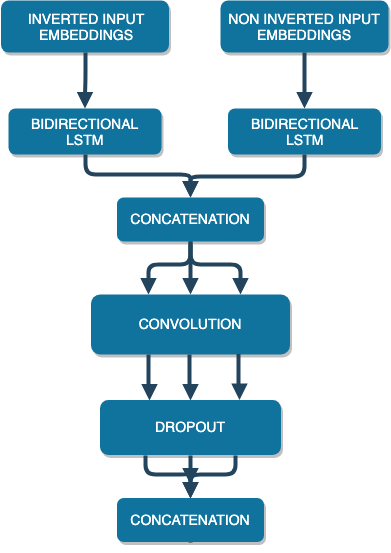 INVERTED INPUT
EMBEDDINGS
NON INVERTED INPUT
EMBEDDINGS
BIDIRECTIONAL
LSTM
BIDIRECTIONAL
LSTM
CONCATENATION
CONVOLUTION
DROPOUT
CONCATENATION